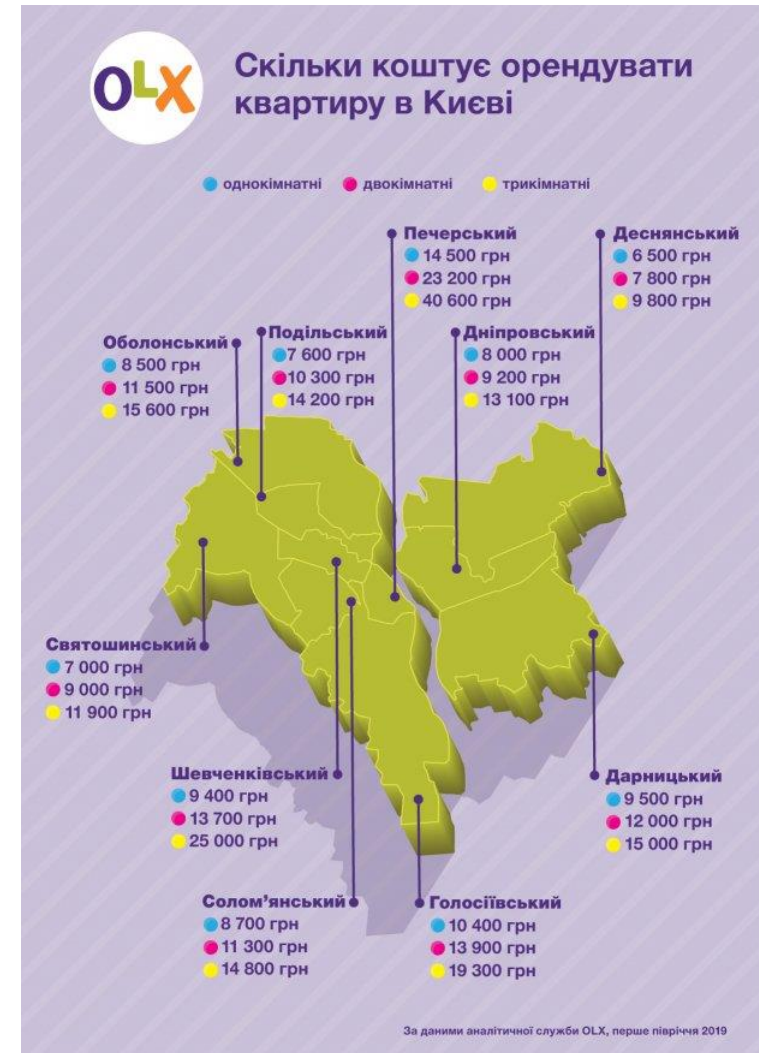 OLX
Скільки коштує орендувати
квартиру в Києві
однокімнатні двокімнатні трикімнатні
Печерський
14 500 грн
23 200 грн
40 600 грн
Деснянський
6 500 грн
7 800 грн
9 800 грн
Оболонський
8 500 грн
11 500 грн
15 600 грн
Подільський
7 600 грн
10 300 грн
14 200 грн
Дніпровський
8 000 грн
9 200 грн
13 100 грн
Святошинський
7 000 грн
9 000 грн
11 900 грн
Шевченківський
9 400 грн
13 700 грн
25 000 грн
Дарницький
9 500 грн
12 000 грн
15 000 грн
Солом’янський
8 700 грн
11 300 грн
14 800 грн
Голосіївський
10 400 грн
13 900 грн
19 300 грн
За даними аналітичної служби OLX, перше півріччя 2019